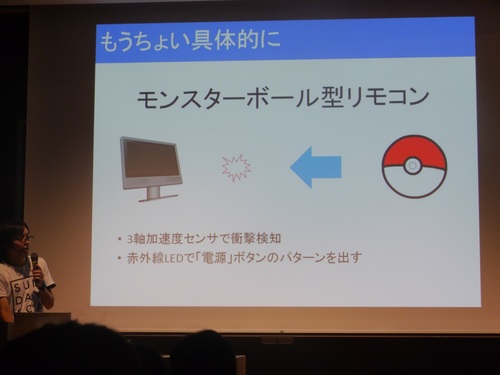 もうちょい具体的に
モンスターボール型リモコン
• 3軸加速度センサで衝撃検知
• 赤外線LEDで「電源」ボタンのパターンを出す
SU
DA